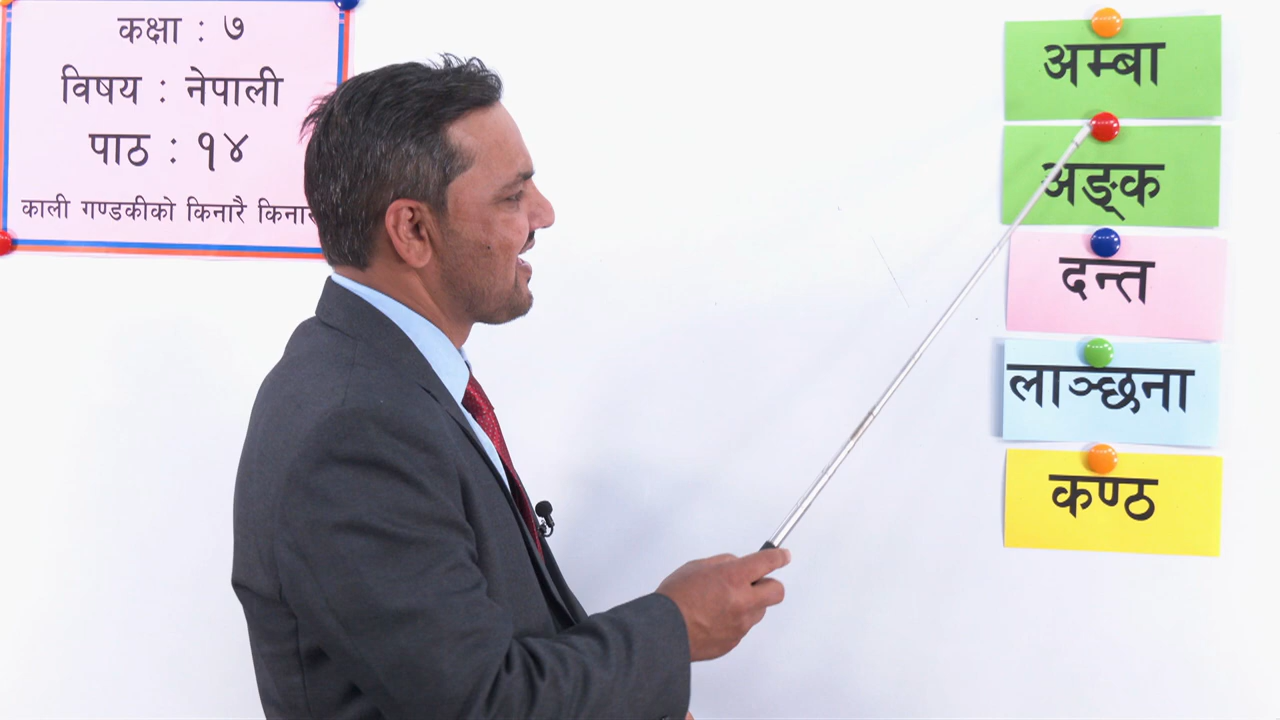 कक्षा : ७
विषय : नेपाली
पाठ : १४
काली गण्डकीको किनारै
अम्बा
अङ्क
दन्त
लाञ्छना
कण्ठ